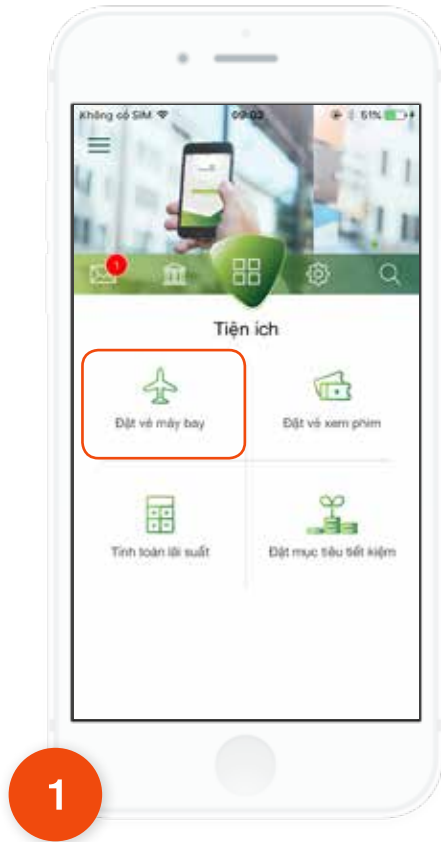 Không có SIM 09:03 51%
1
Tiện ích
Đặt vé máy bay Đặt vé xem phim
Tính toán lãi suất Đặt mục tiêu tiết kiệm
1